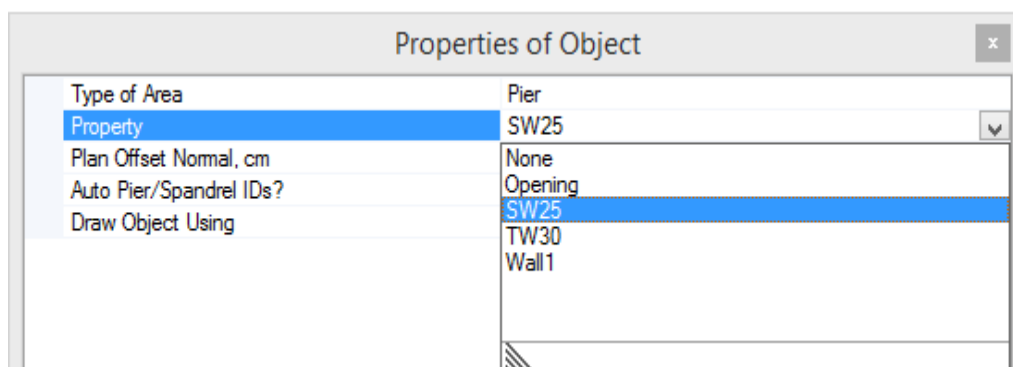 Properties of Object
x
Type of Area Pier
Property SW25
Plan Offset Normal, cm None
Auto Pier/Spandrel IDs? Opening
Draw Object Using SW25
TW30
Wall1